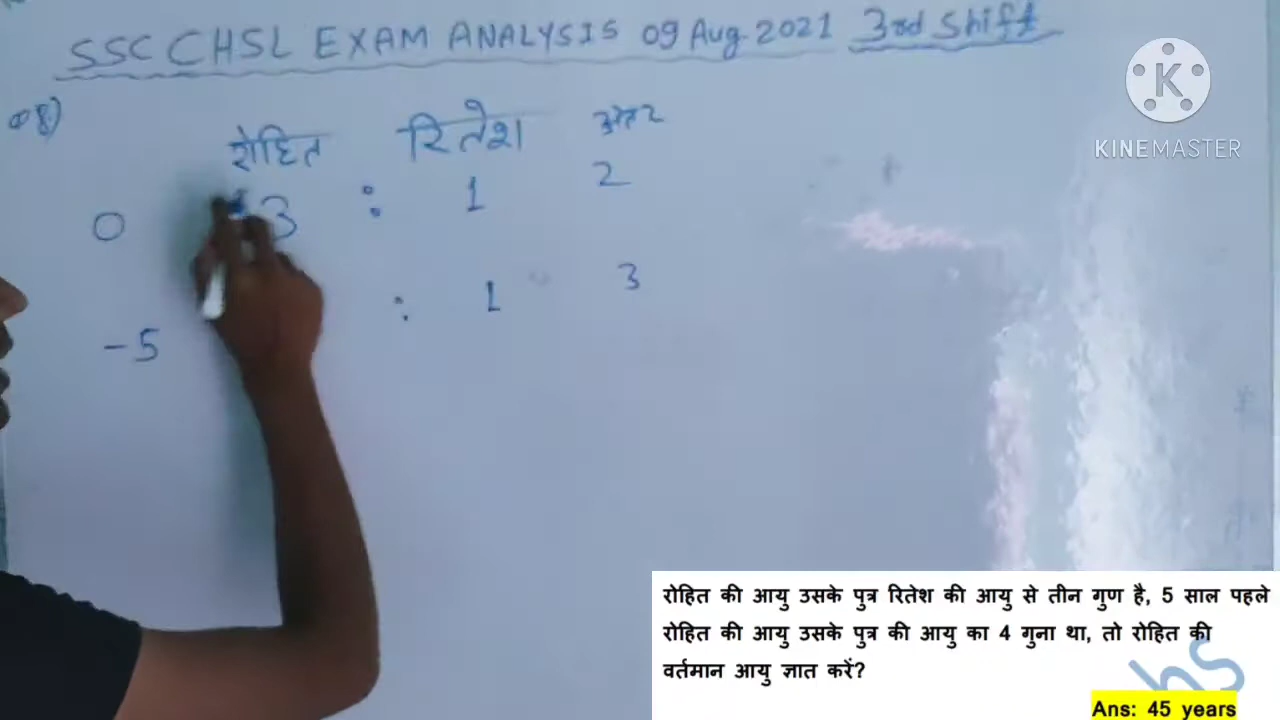 SSC CHSL EXAM ANALYSIS 09 Aug 2021 3rd Shift
K
KINEMASTER
रोहित रितेश अंतर
0 3 : 1 2
-5 : 1 3
रोहित की आयु उसके पुत्र रितेश की आयु से तीन गुण है, 5 साल पहले
रोहित की आयु उसके पुत्र की आयु का 4 गुना था, तो रोहित की
वर्तमान आयु ज्ञात करें?
Ans: 45 years